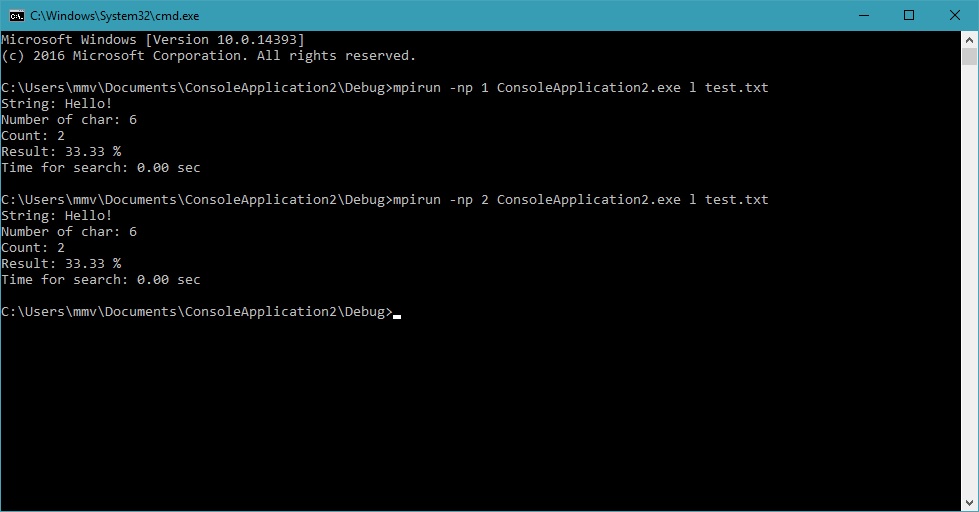 C:\Windows\System32\cmd.exe
Microsoft Windows [Version 10.0.14393]
(c) 2016 Microsoft Corporation. All rights reserved.
C:\Users\mmv\Documents\ConsoleApplication2\Debug>mpirun -np 1 ConsoleApplication2.exe l test.txt
String: Hello!
Number of char: 6
Count: 2
Result: 33.33 %
Time for search: 0.00 sec
C:\Users\mmv\Documents\ConsoleApplication2\Debug>mpirun -np 2 ConsoleApplication2.exe l test.txt
String: Hello!
Number of char: 6
Count: 2
Result: 33.33 %
Time for search: 0.00 sec
C:\Users\mmv\Documents\ConsoleApplication2\Debug>